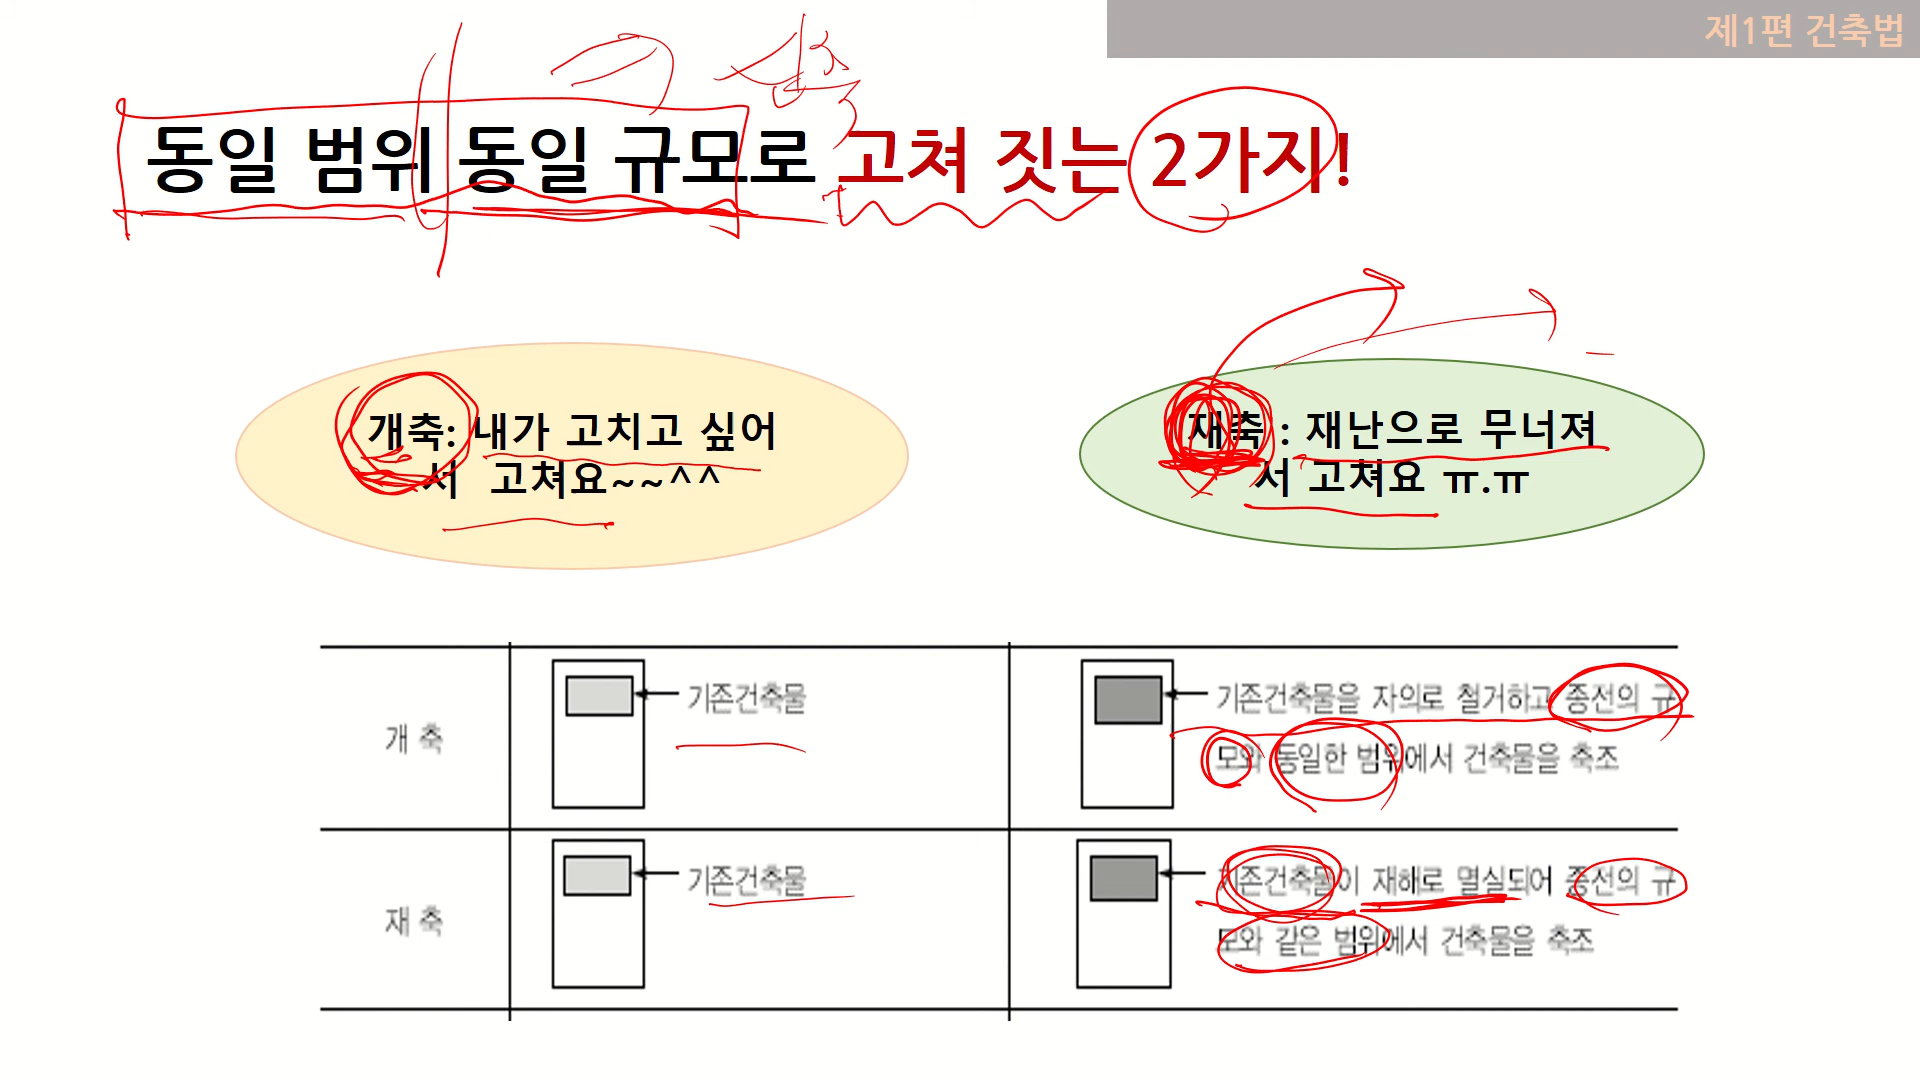 제1편 건축법
동일 범위 동일 규모로 고쳐 짓는 2가지!
개축: 내가 고치고 싶어
서 고쳐요~~^^
재축 : 재난으로 무너져
서 고쳐요 ㅠ.ㅠ
개 축
기존건축물
기존건축물을 자의로 철거하고 종전의 규
모와 동일한 범위에서 건축물을 축조
재 축
기존건축물
기존건축물이 재해로 멸실되어 종전의 규
모와 같은 범위에서 건축물을 축조